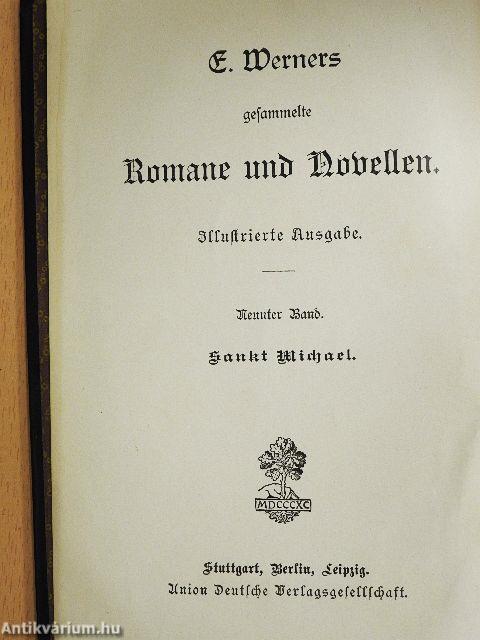 E. Werners
gesammelte
Romane und Novellen.
Illustrierte Ausgabe.
Neunter Band.
Sankt Michael.
MDCCCXC
Stuttgart, Berlin, Leipzig.
Union Deutsche Verlagsgesellschaft.
Antikvárium.hu